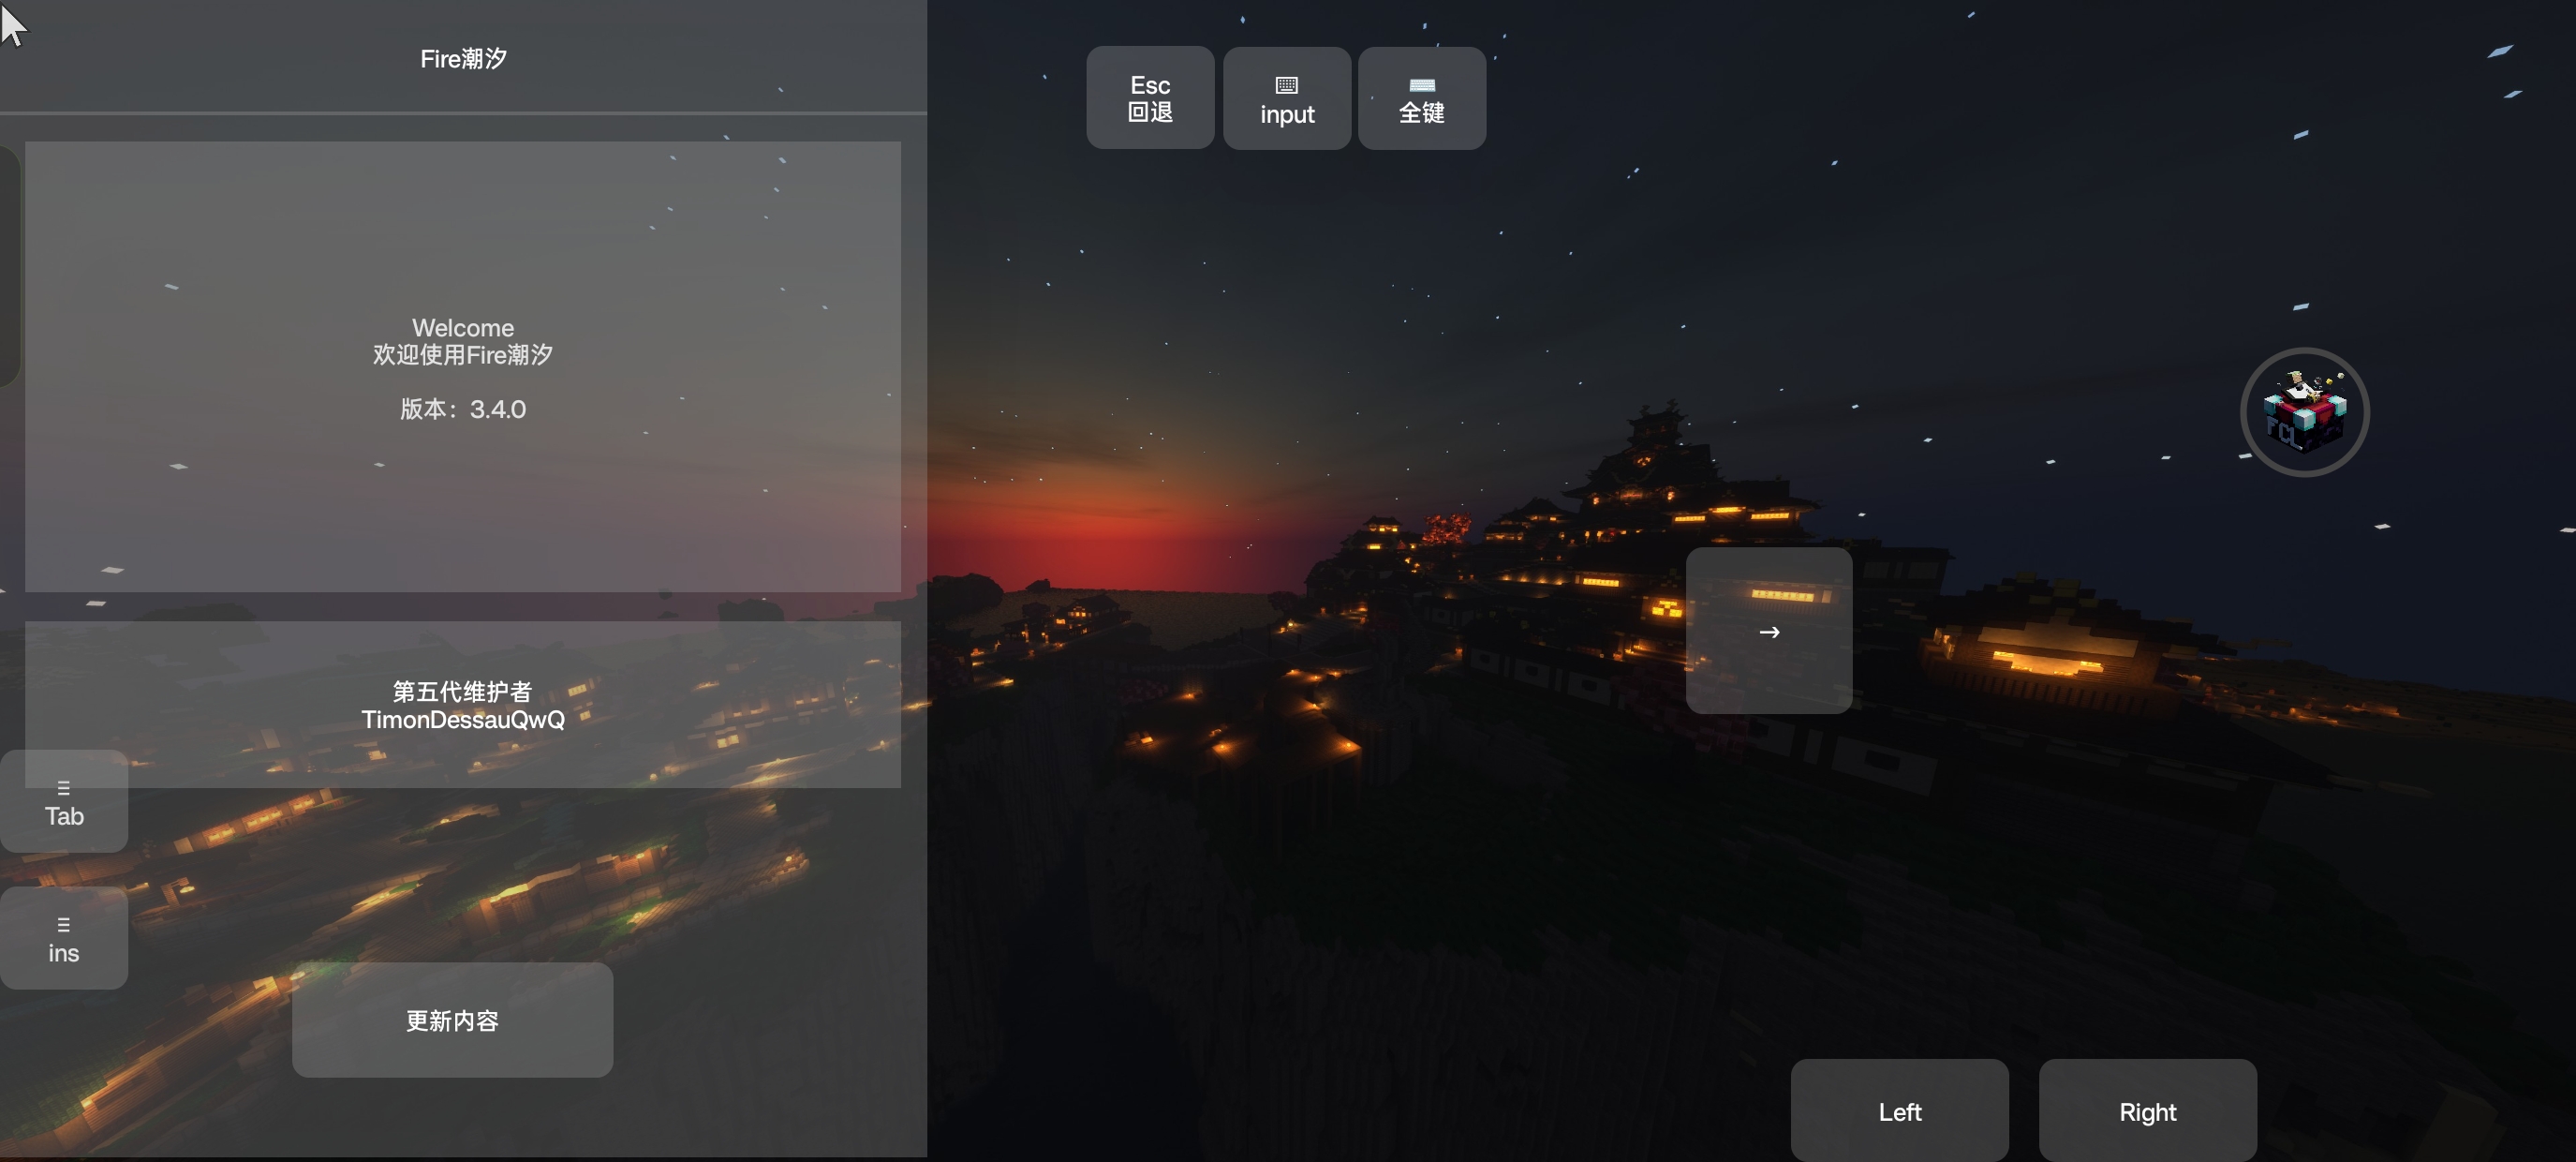 Fire潮汐
Esc
回退
input
全键
Welcome
欢迎使用Fire潮汐
版本：3.4.0
FCL
→
第五代维护者
TimonDessauQwQ
Tab
ins
更新内容
Left
Right